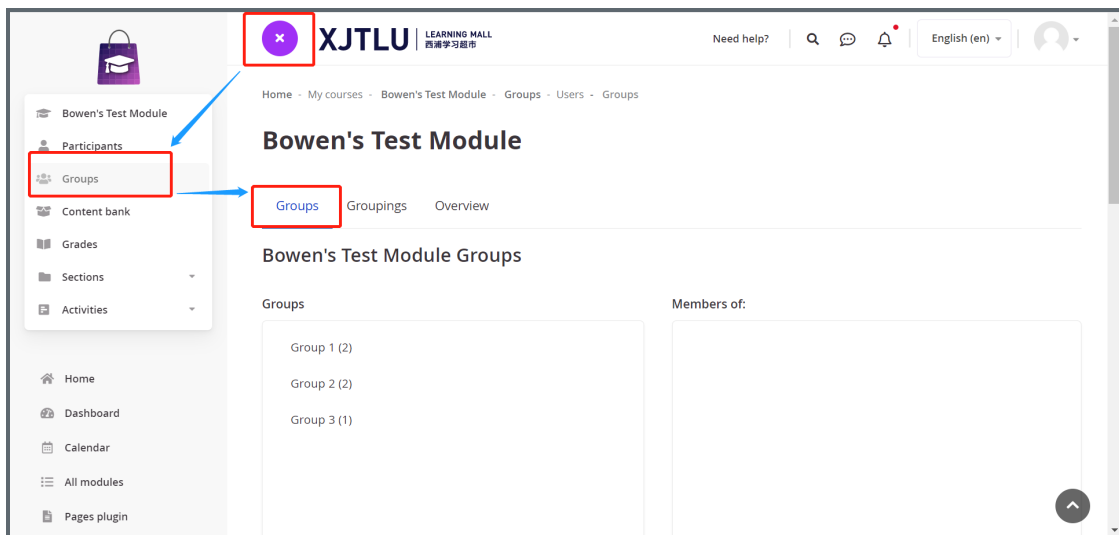 XJTLU LEARNING MALL
西浦学习超市
Need help?
English (en)
Bowen's Test Module
Participants
Groups
Content bank
Grades
Sections
Activities
Home
Dashboard
Calendar
All modules
Pages plugin
Home - My courses - Bowen's Test Module - Groups - Users - Groups
Bowen's Test Module
Groups Groupings Overview
Bowen's Test Module Groups
Groups
Group 1 (2)
Group 2 (2)
Group 3 (1)
Members of: